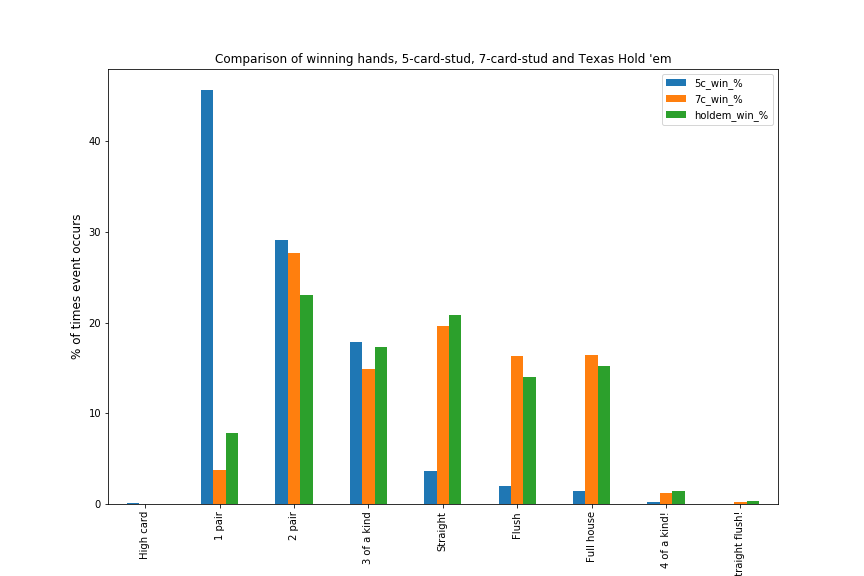 Comparison of winning hands, 5-card-stud, 7-card-stud and Texas Hold 'em
5c_win_%
7c_win_%
holdem_win_%
% of times event occurs
40
30
20
10
0
High card
1 pair
2 pair
3 of a kind
Straight
Flush
Full house
4 of a kind!
traight flush!